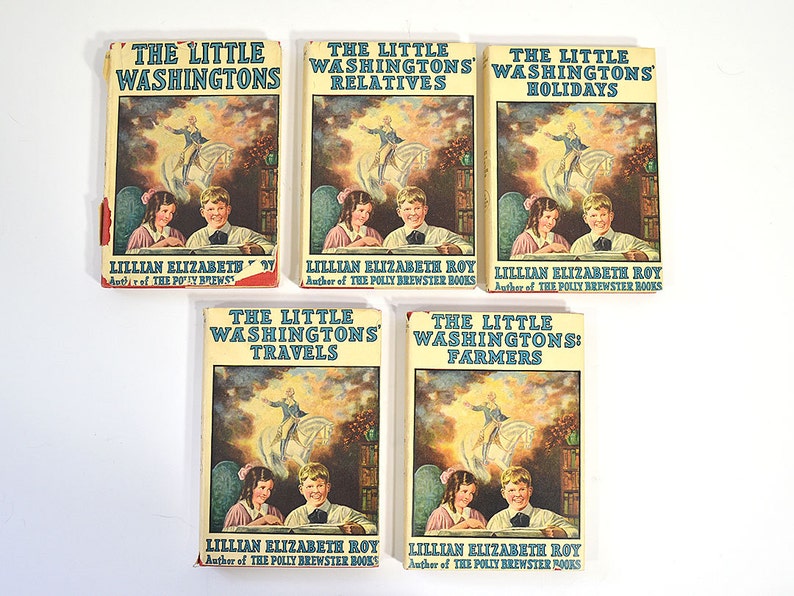 THE LITTLE
WASHINGTONS
LILLIAN ELIZABETH ROY
Author of THE POLLY BREWSTER
THE LITTLE
WASHINGTONS'
RELATIVES
LILLIAN ELIZABETH ROY
Author of THE POLLY BREWSTER BOOKS
THE LITTLE
WASHINGTONS'
HOLIDAYS
LILLIAN ELIZABETH ROY
Author of THE POLLY BREWSTER BOOKS
THE LITTLE
WASHINGTONS'
TRAVELS
LILLIAN ELIZABETH ROY
Author of THE POLLY BREWSTER BOOKS
THE LITTLE
WASHINGTONS:
FARMERS
LILLIAN ELIZABETH ROY
Author of THE POLLY BREWSTER BOOKS